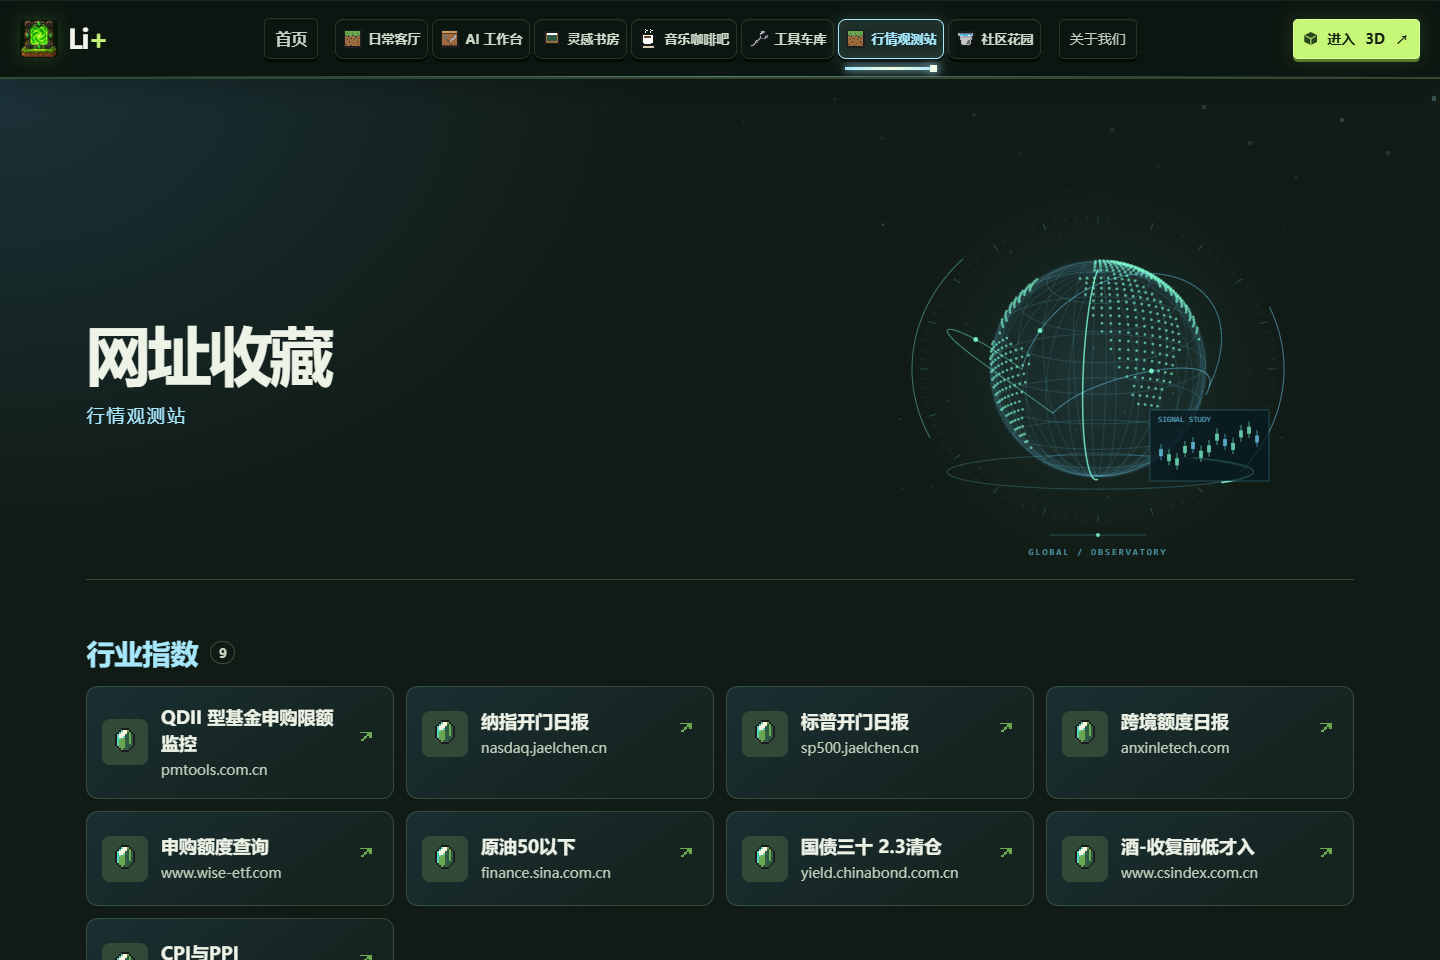 Li+
首页
日常客厅
AI 工作台
灵感书房
音乐咖啡吧
工具车库
行情观测站
社区花园
关于我们
进入 3D ↗
网址收藏
行情观测站
SIGNAL STUDY
GLOBAL / OBSERVATORY
行业指数 9
QDII 型基金申购限额
监控
pmtools.com.cn
纳指开门日报
nasdaq.jaelchen.cn
标普开门日报
sp500.jaelchen.cn
跨境额度日报
anxinletech.com
申购额度查询
www.wise-etf.com
原油50以下
finance.sina.com.cn
国债三十 2.3清仓
yield.chinabond.com.cn
酒-收复前低才入
www.csindex.com.cn
CPI与PPI